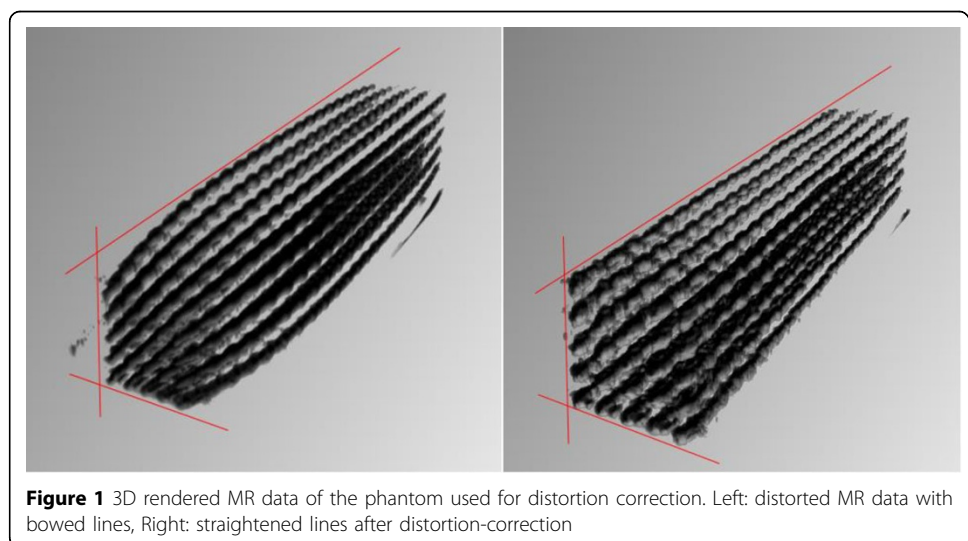 Figure 1 3D rendered MR data of the phantom used for distortion correction. Left: distorted MR data with
bowed lines, Right: straightened lines after distortion-correction